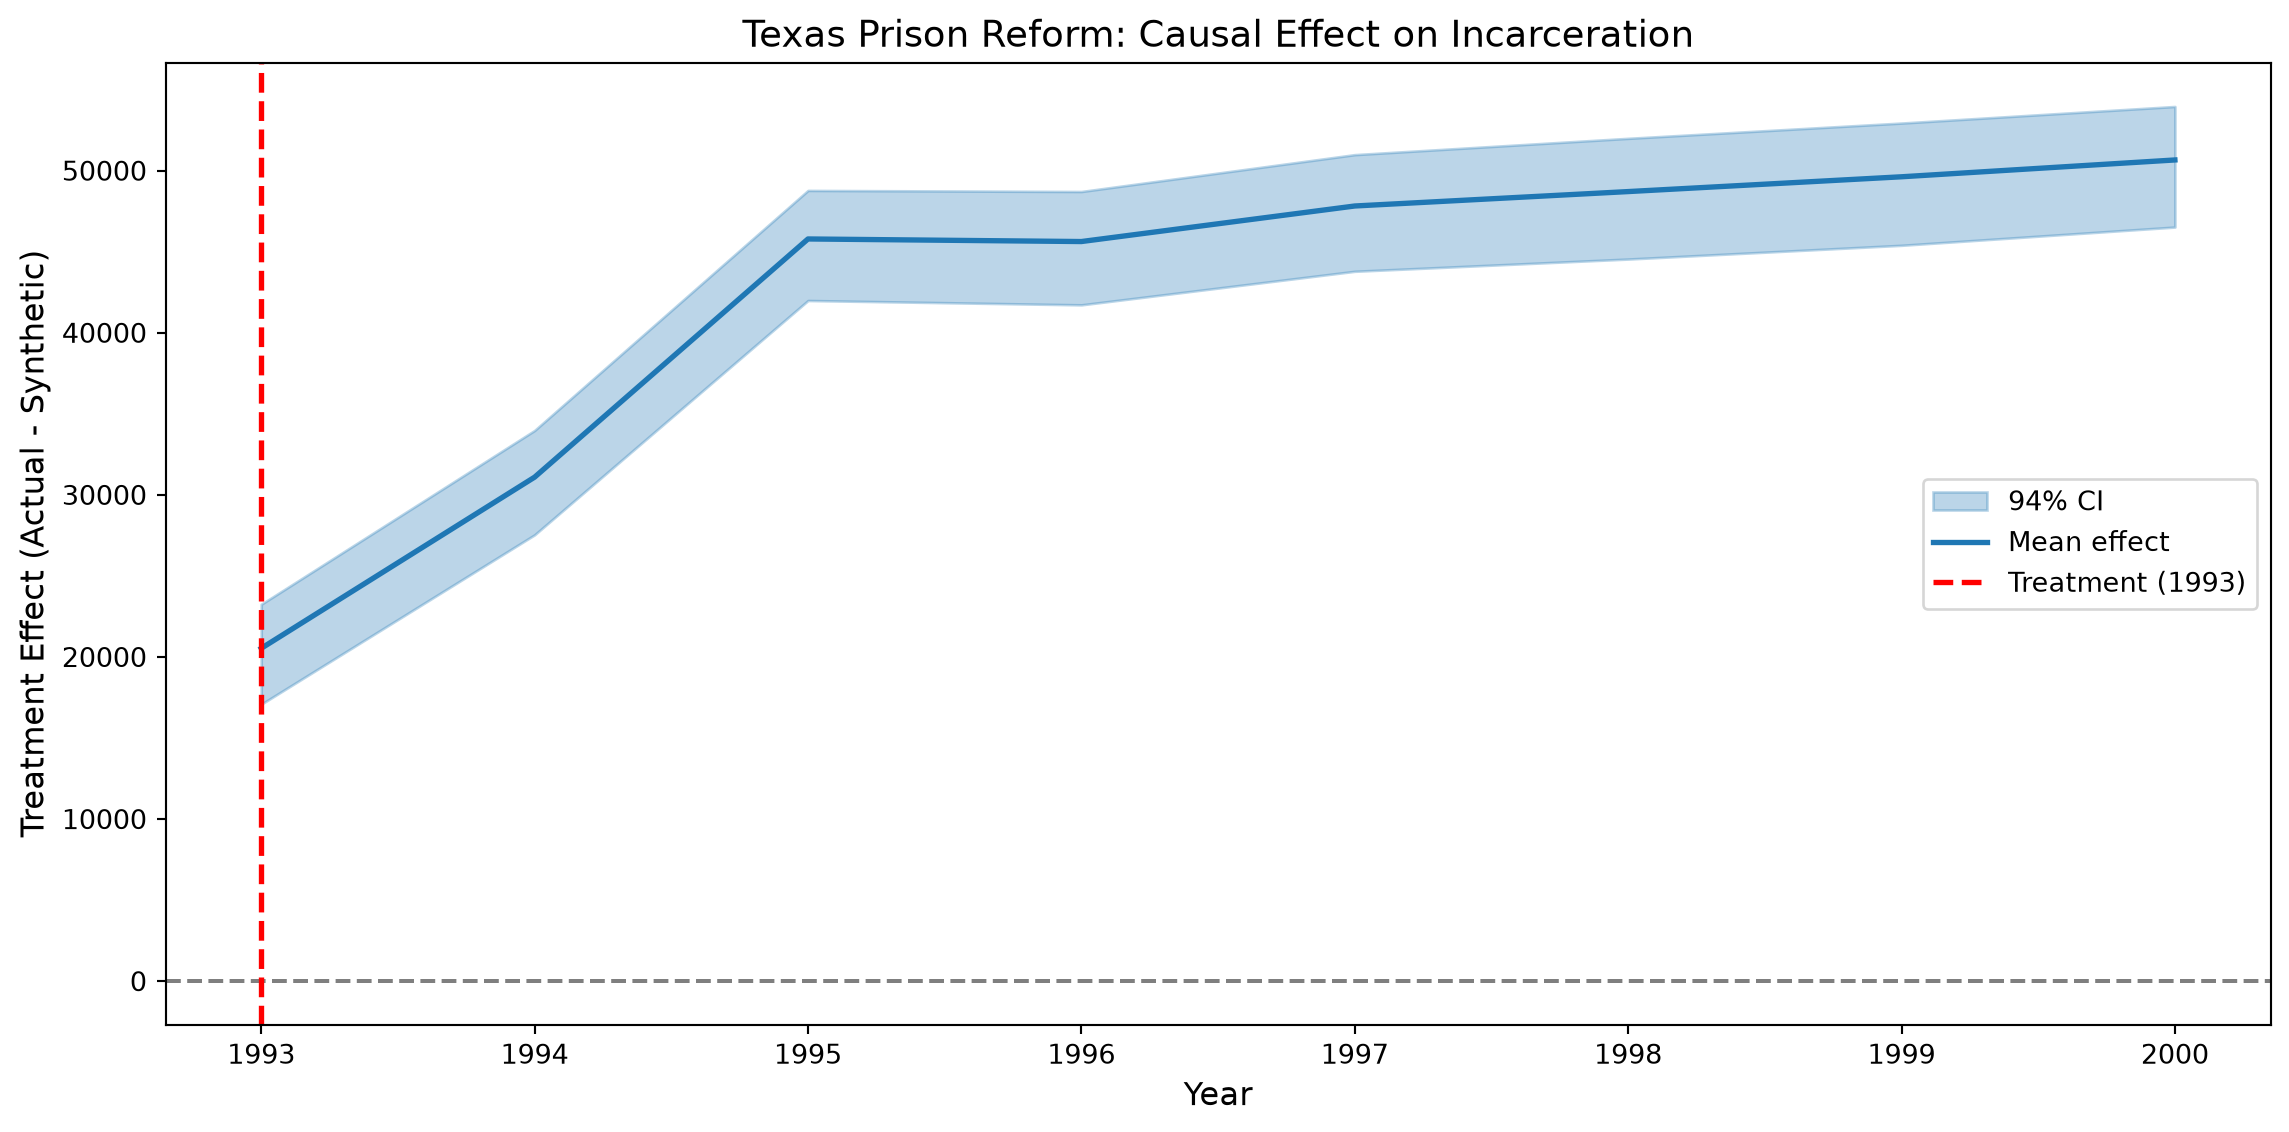 Texas Prison Reform: Causal Effect on Incarceration
Treatment Effect (Actual - Synthetic)
50000
40000
30000
20000
10000
0
94% CI
Mean effect
Treatment (1993)
1993 1994 1995 1996 1997 1998 1999 2000
Year